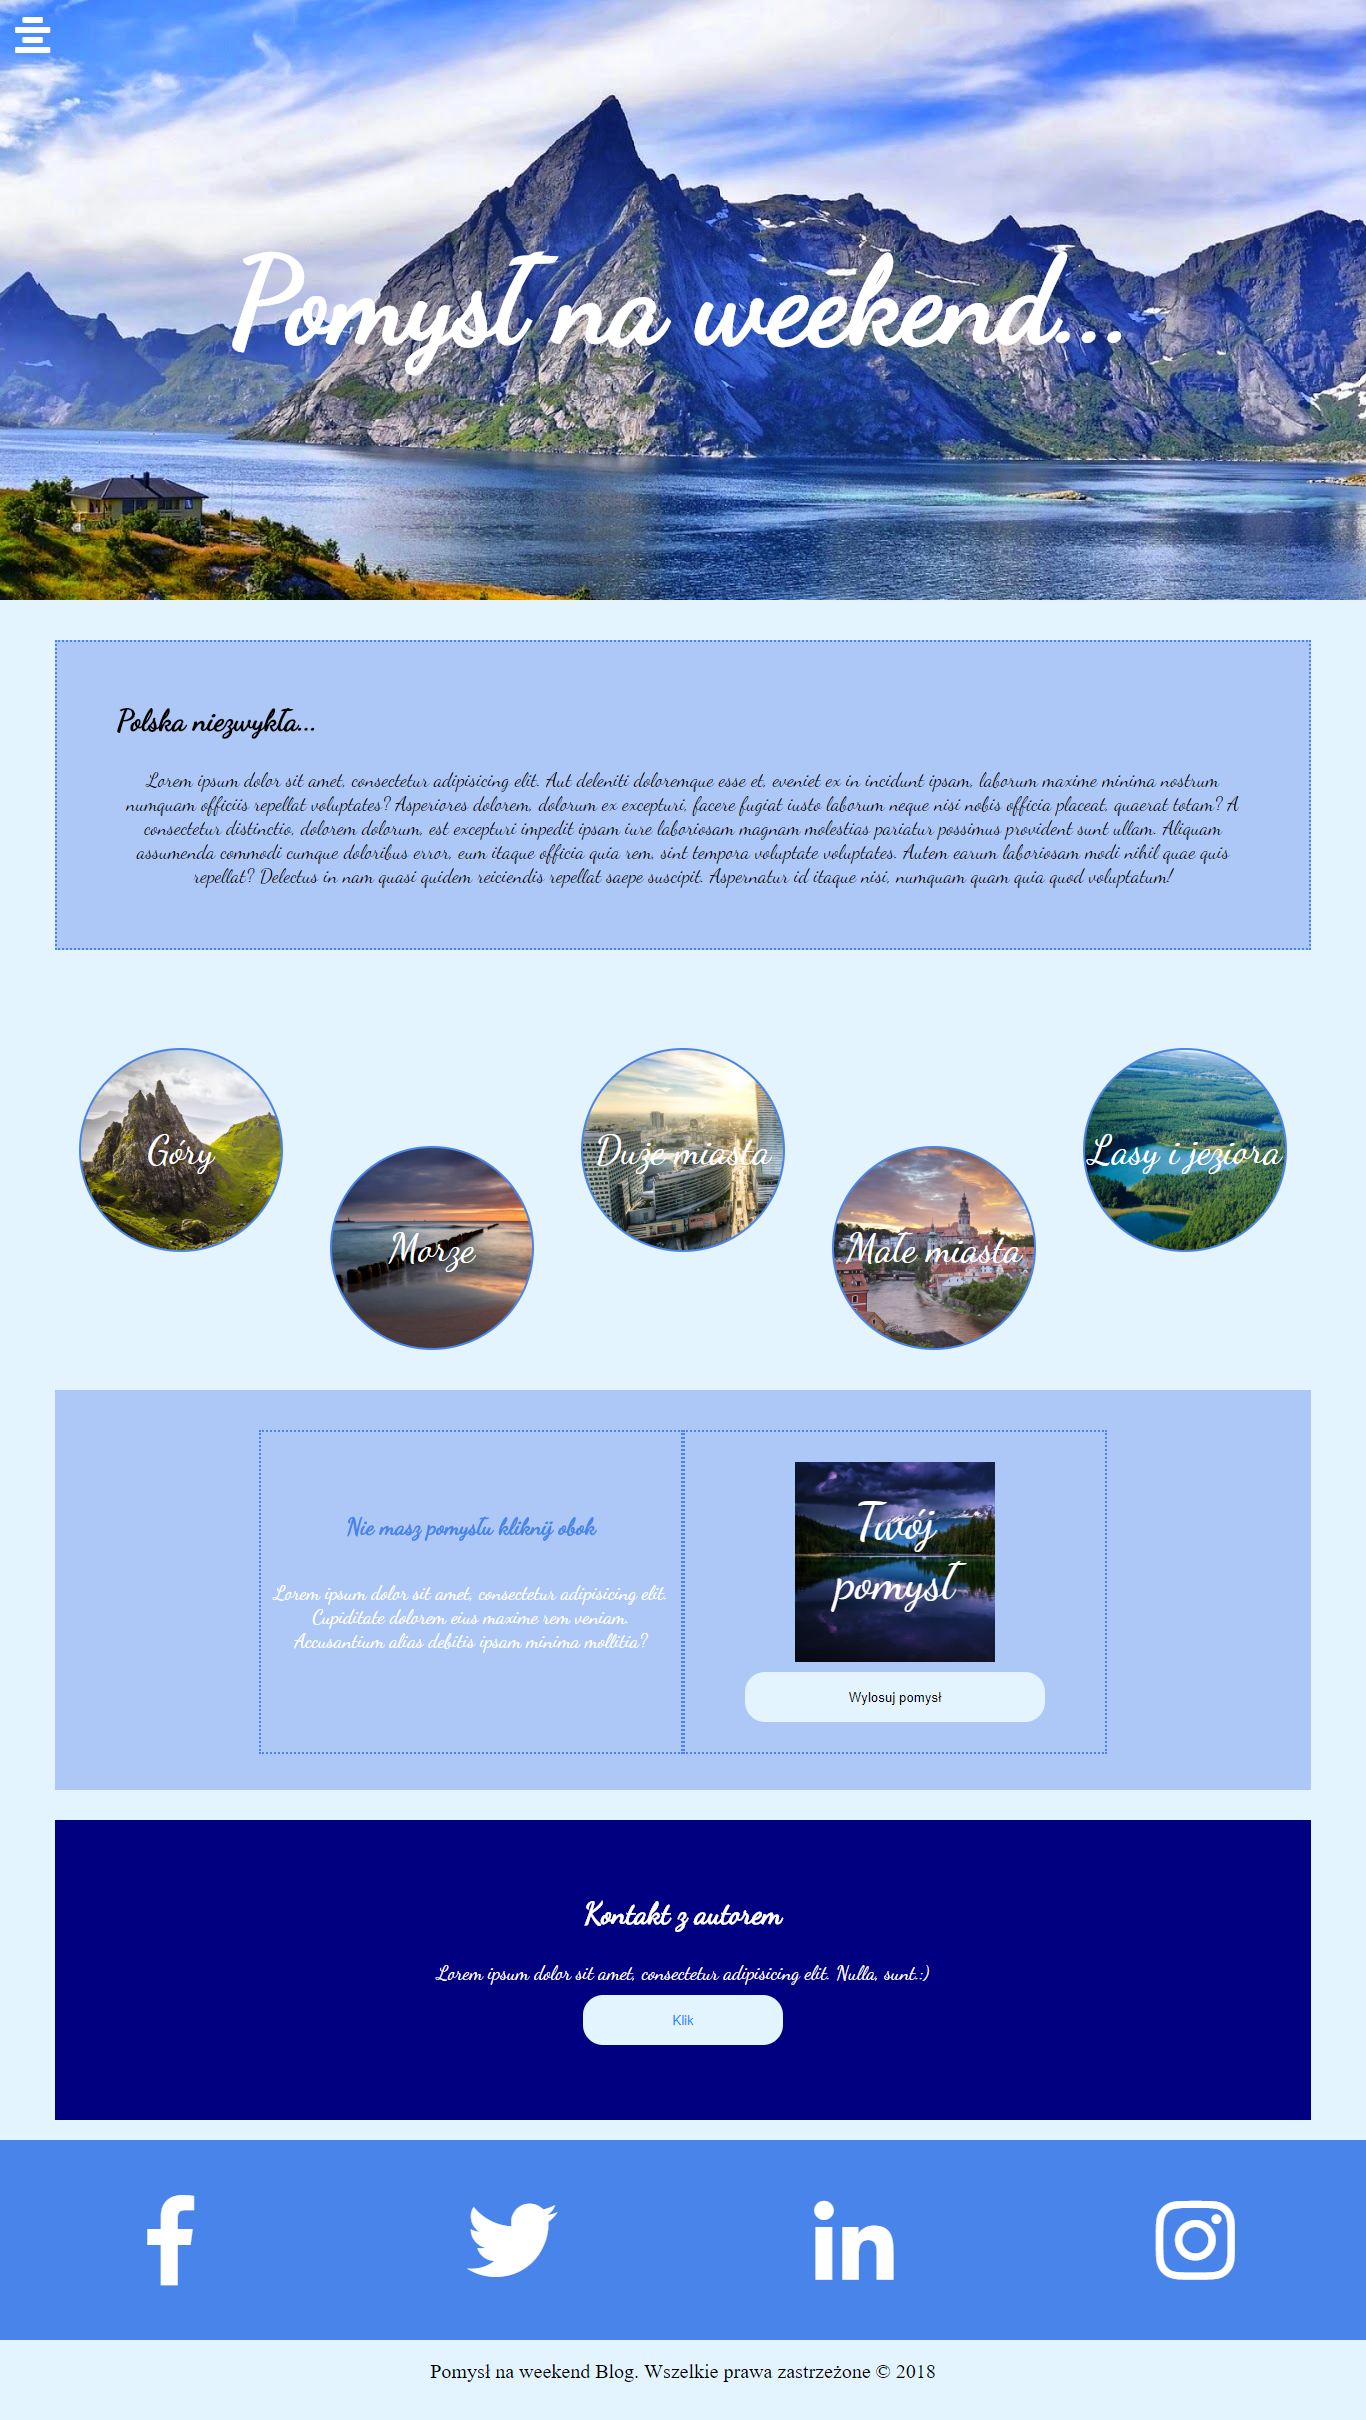 Pomysł na weekend...
Polska niezwykła...
Lorem ipsum dolor sit amet, consectetur adipisicing elit. Aut deleniti doloremque esse et, eveniet ex in incidunt ipsam, laborum maxime minima nostrum
numquam officiis repellat voluptates? Asperiores dolorem, dolorum ex excepturi, facere fugiat iusto laborum neque nisi nobis officia placeat, quaerat totam? A
consectetur distinctio, dolorem dolorum, est excepturi impedit ipsam iure laboriosam magnam molestias pariatur possimus provident sunt ullam. Aliquam
assumenda commodi cumque doloribus error, eum itaque officia quia rem, sint tempora voluptate voluptates. Autem earum laboriosam modi nihil quae quis
repellat? Delectus in nam quasi quidem reiciendis repellat saepe suscipit. Aspernatur id itaque nisi, numquam quam quia quod voluptatum!
Góry
Morze
Duże miasta
Małe miasta
Lasy i jeziora
Nie masz pomysłu kliknij obok
Lorem ipsum dolor sit amet, consectetur adipisicing elit.
Cupiditate dolorem eius maxime rem veniam.
Accusantium alias debitis ipsam minima mollitia?
Twój
pomysł
Wylosuj pomysł
Kontakt z autorem
Lorem ipsum dolor sit amet, consectetur adipisicing elit. Nulla, sunt.:)
Klik
Pomysł na weekend Blog. Wszelkie prawa zastrzeżone © 2018